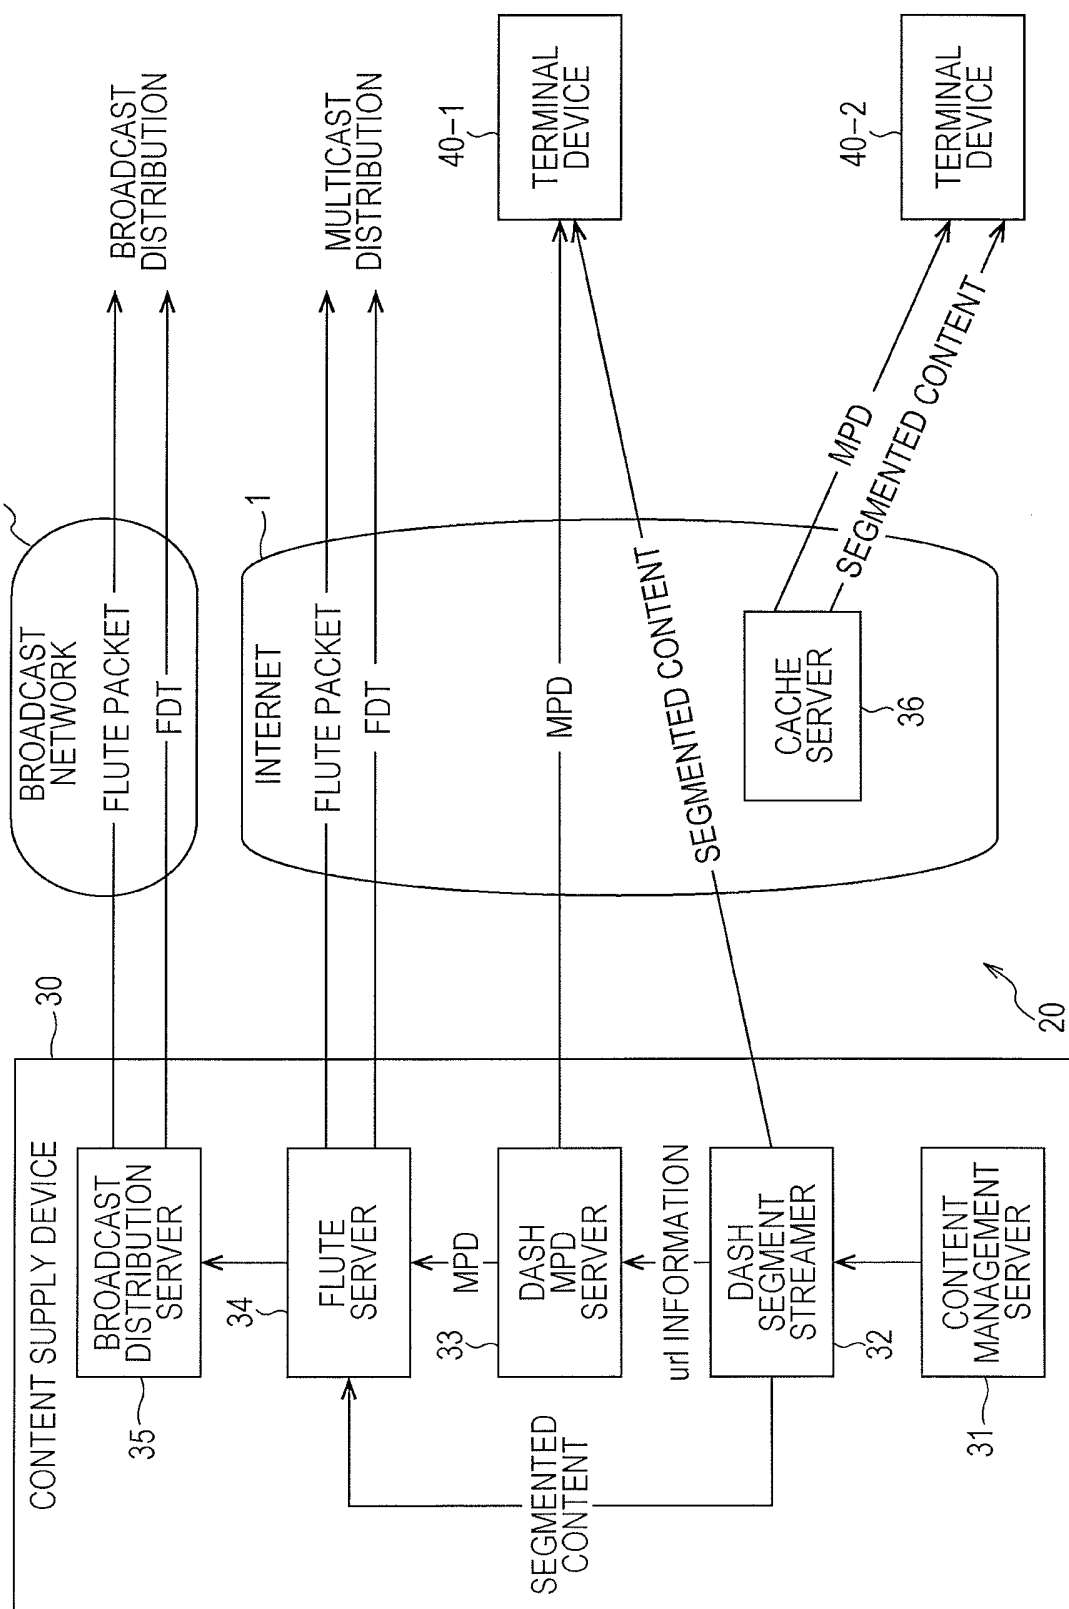 CONTENT SUPPLY DEVICE
30
BROADCAST
DISTRIBUTION
SERVER
35
FLUTE
SERVER
34
MPD
DASH
MPD
SERVER
33
url INFORMATION
DASH
SEGMENT
STREAMER
32
CONTENT
MANAGEMENT
SERVER
31
SEGMENTED
CONTENT
20
BROADCAST
NETWORK
FLUTE PACKET
FDT
BROADCAST
DISTRIBUTION
INTERNET
1
FLUTE PACKET
FDT
MULTICAST
DISTRIBUTION
MPD
SEGMENTED CONTENT
CACHE
SERVER
36
MPD
SEGMENTED CONTENT
40-1
TERMINAL
DEVICE
40-2
TERMINAL
DEVICE